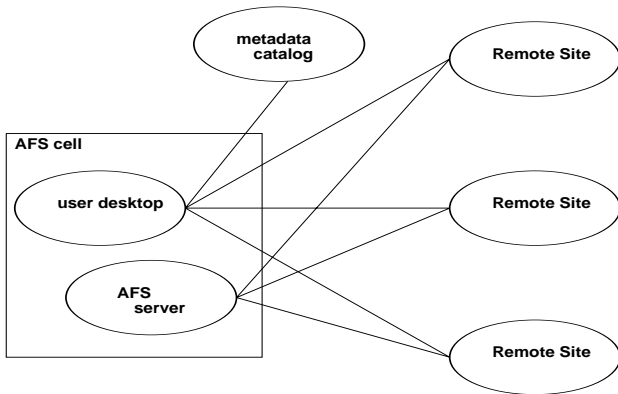 metadata
catalog
Remote Site
AFS cell
user desktop
Remote Site
AFS
server
Remote Site